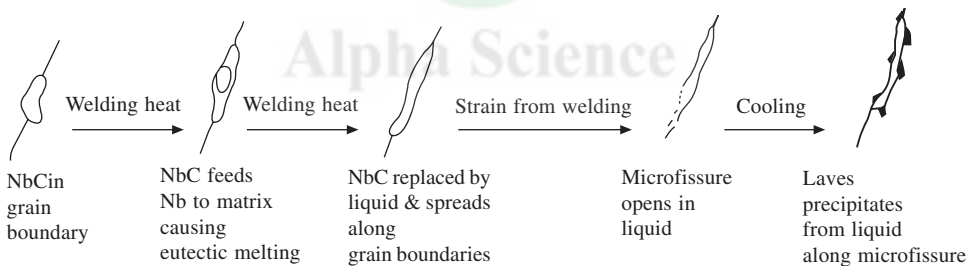 Alpha Science
Welding heat
Welding heat
Strain from welding
Cooling
NbCin
grain
boundary
NbC feeds
Nb to matrix
causing
eutectic melting
NbC replaced by
liquid & spreads
along
grain boundaries
Microfissure
opens in
liquid
Laves
precipitates
from liquid
along microfissure